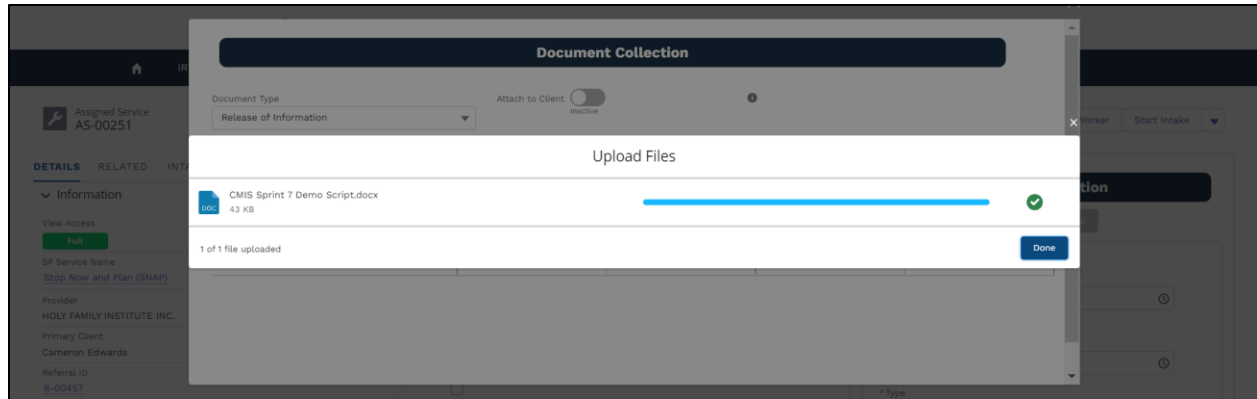 Document Collection
IR
Assigned Service
AS-00251
Document Type
Release of Information
Attach to Client
Inactive
Worker
Start Intake
Upload Files
DETAILS
RELATED
INTA
Information
CMIS Sprint 7 Demo Script.docx
DOC
43 KB
tion
View Access
Full
1 of 1 file uploaded
Done
SP Service Name
Stop Now and Plan (SNAP)
Provider
HOLY FAMILY INSTITUTE INC.
Primary Client
Cameron Edwards
Referral ID
R-00457
* Type